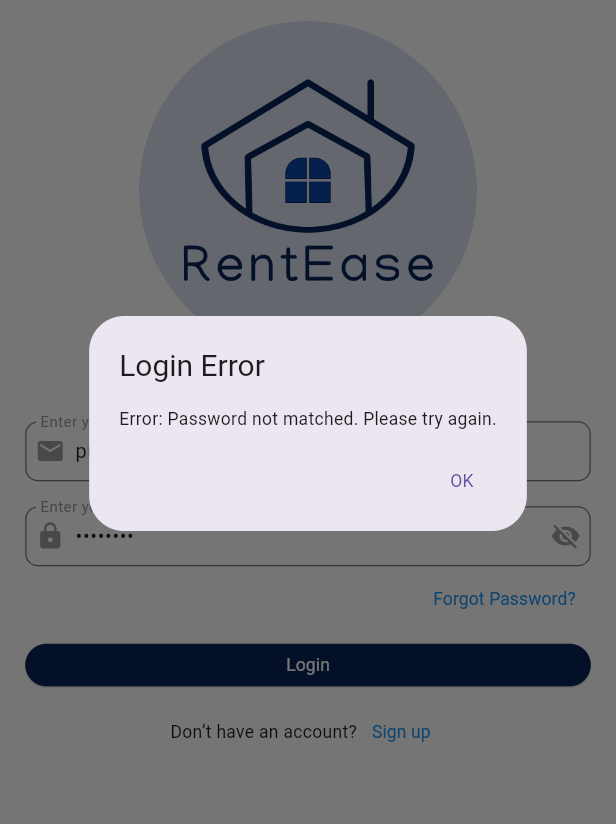 RentEase
Login Error
Error: Password not matched. Please try again.
OK
Enter
Forgot Password?
Login
Don’t have an account? Sign up